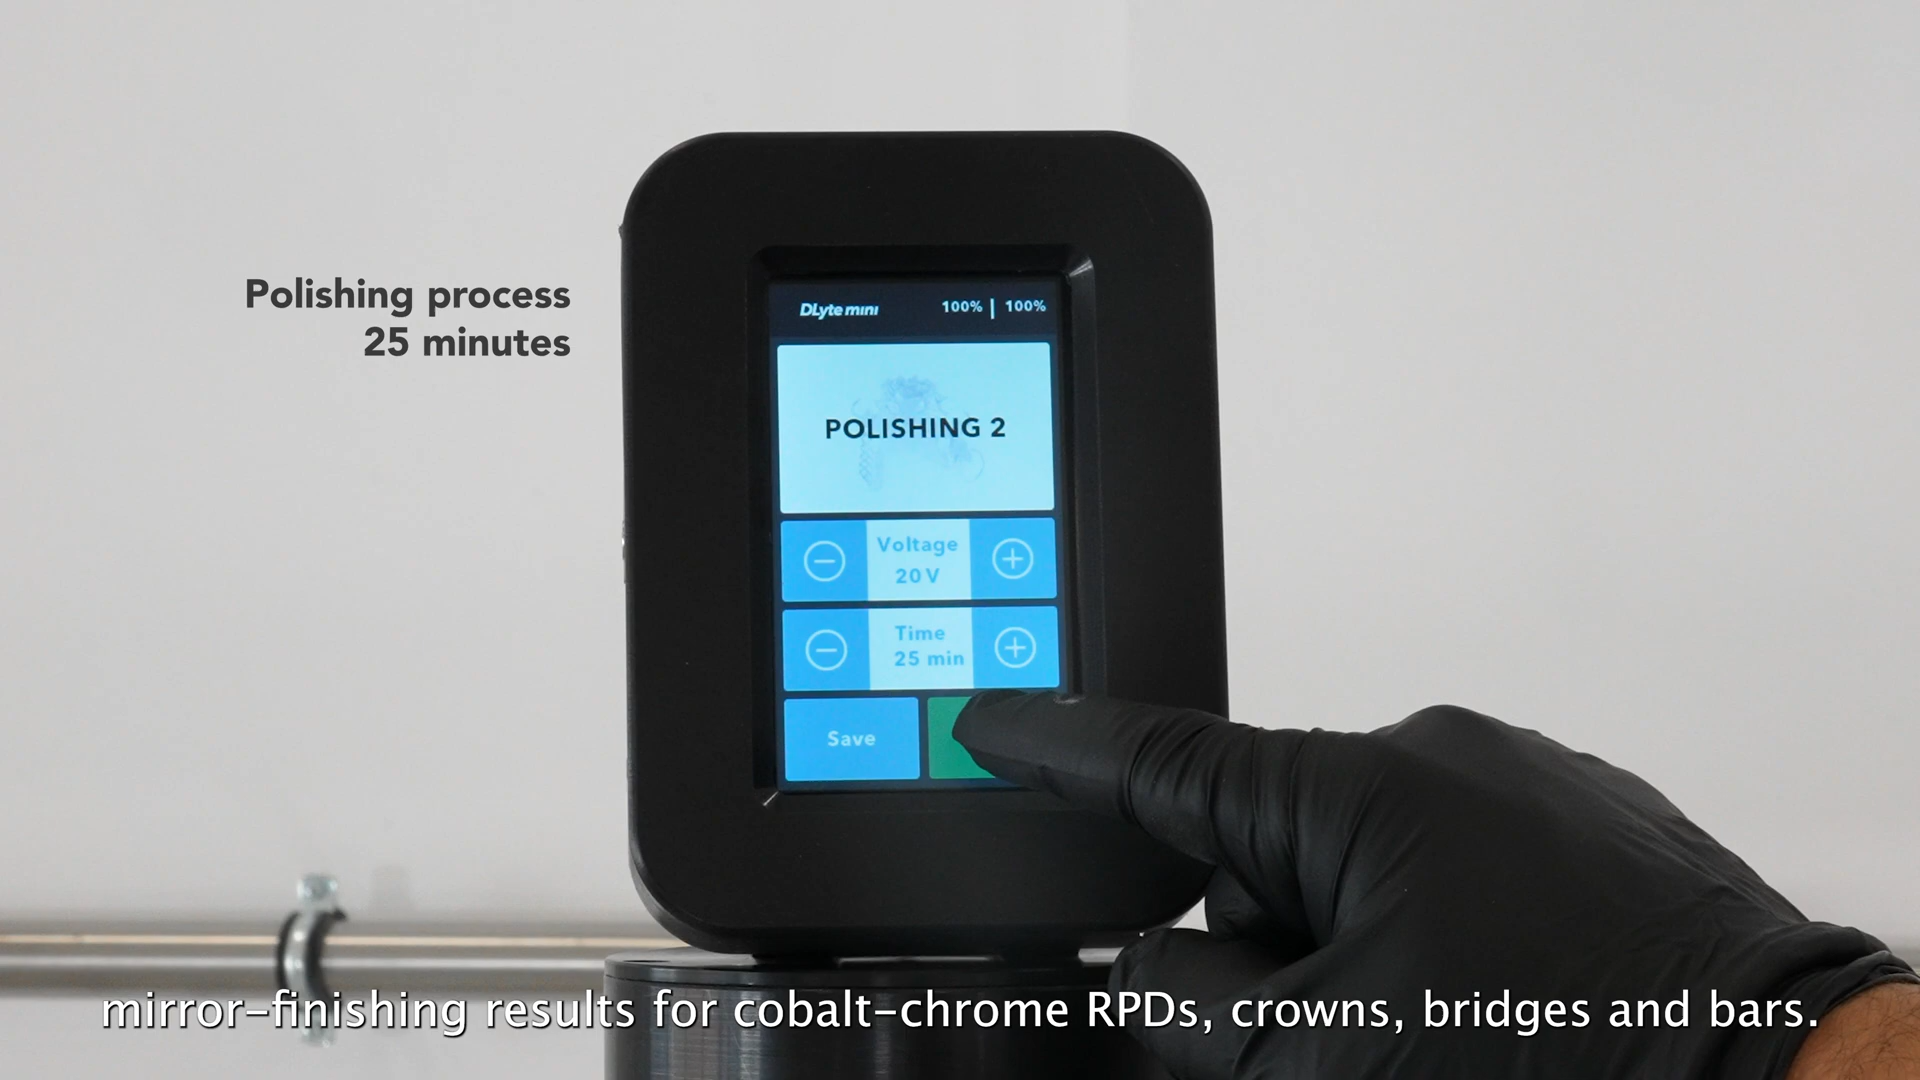 Polishing process
25 minutes
DLyte mini 100% | 100%
POLISHING 2
Voltage
20 V
Time
25 min
Save
mirror-finishing results for cobalt-chrome RPDs, crowns, bridges and bars.